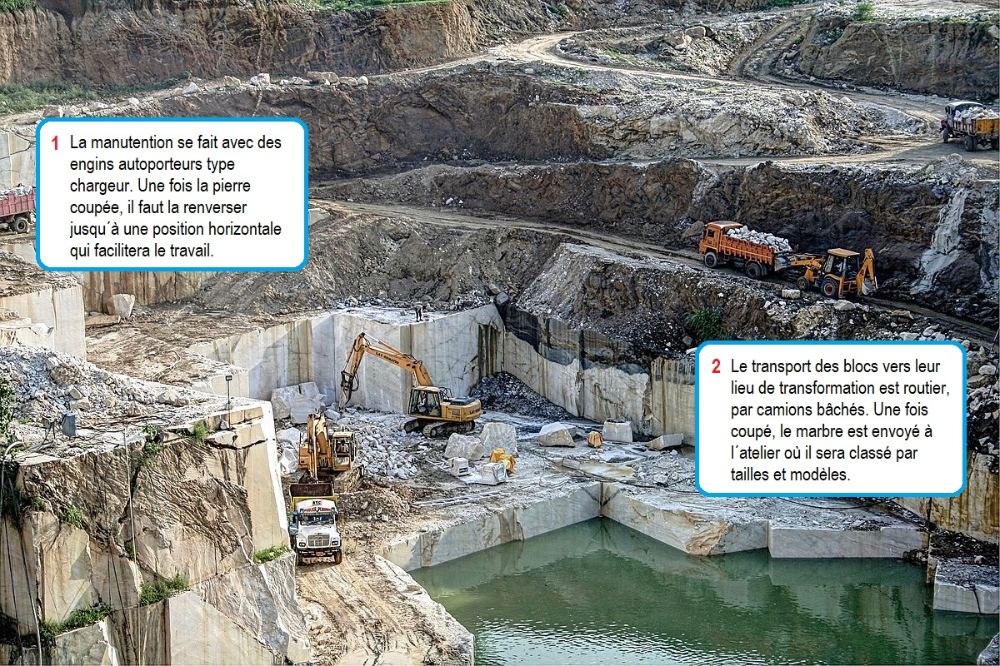 1 La manutention se fait avec des
engins autoporteurs type
chargeur. Une fois la pierre
coupée, il faut la renverser
jusqu´à une position horizontale
qui facilitera le travail.
2 Le transport des blocs vers leur
lieu de transformation est routier,
par camions bâchés. Une fois
coupé, le marbre est envoyé à
l´atelier où il sera classé par
tailles et modèles.